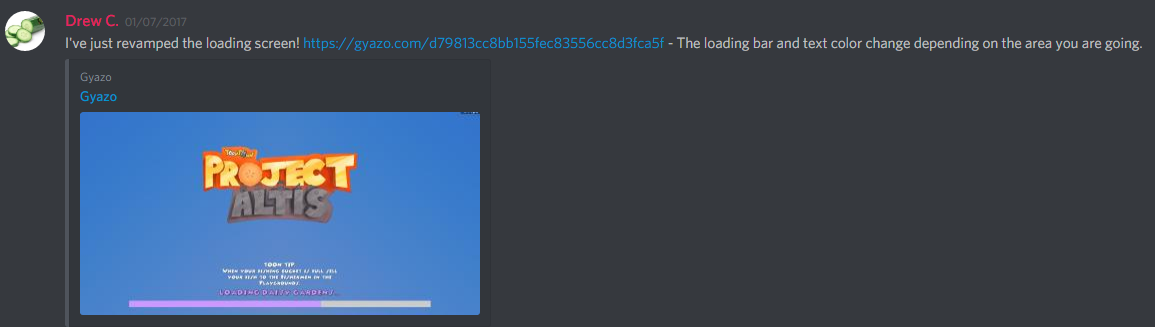 Drew C. 01/07/2017
I've just revamped the loading screen! https://gyazo.com/d79813cc8bb155fec83556cc8d3fca5f - The loading bar and text color change depending on the area you are going.
Gyazo
Gyazo
PROJECT
ALTIS
TOON TIP
WHEN YOUR FISHING BUCKET IS FULL SELL
YOUR FISH TO THE FISHERMEN IN THE
PLAYGROUNDS.
LOADING DAISY GARDENS...